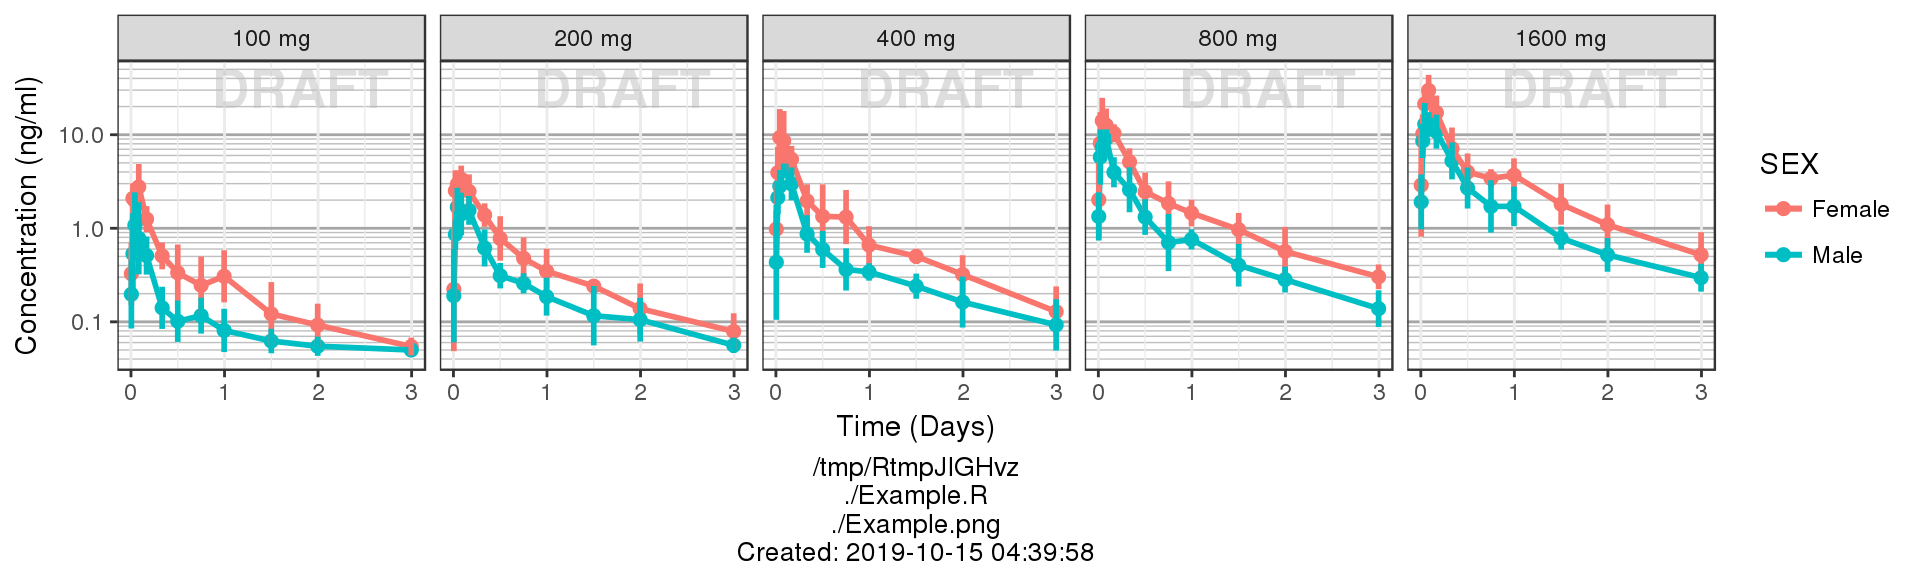 100 mg 200 mg 400 mg 800 mg 1600 mg
DRAFT DRAFT DRAFT DRAFT DRAFT
Concentration (ng/ml)
10.0
1.0
0.1
0 1 2 3 0 1 2 3 0 1 2 3 0 1 2 3 0 1 2 3
Time (Days)
SEX
Female
Male
/tmp/RtmpJIGHvz
./Example.R
./Example.png
Created: 2019-10-15 04:39:58